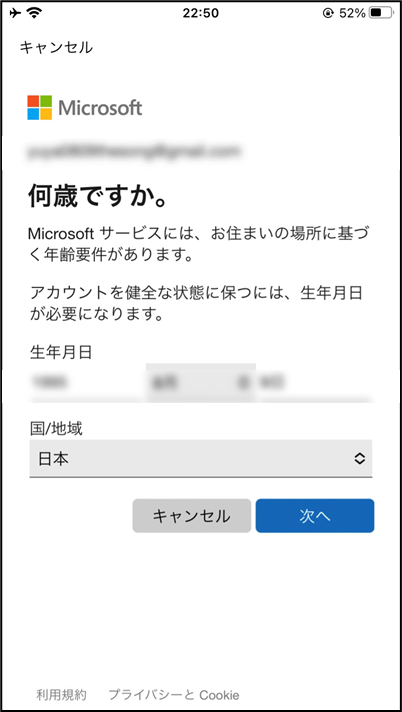 22:50
52%
キャンセル
Microsoft
何歳ですか。
Microsoft サービスには、お住まいの場所に基づ
く年齢要件があります。
アカウントを健全な状態に保つには、生年月日
が必要になります。
生年月日
国/地域
日本
キャンセル
次へ
利用規約
プライバシーと Cookie